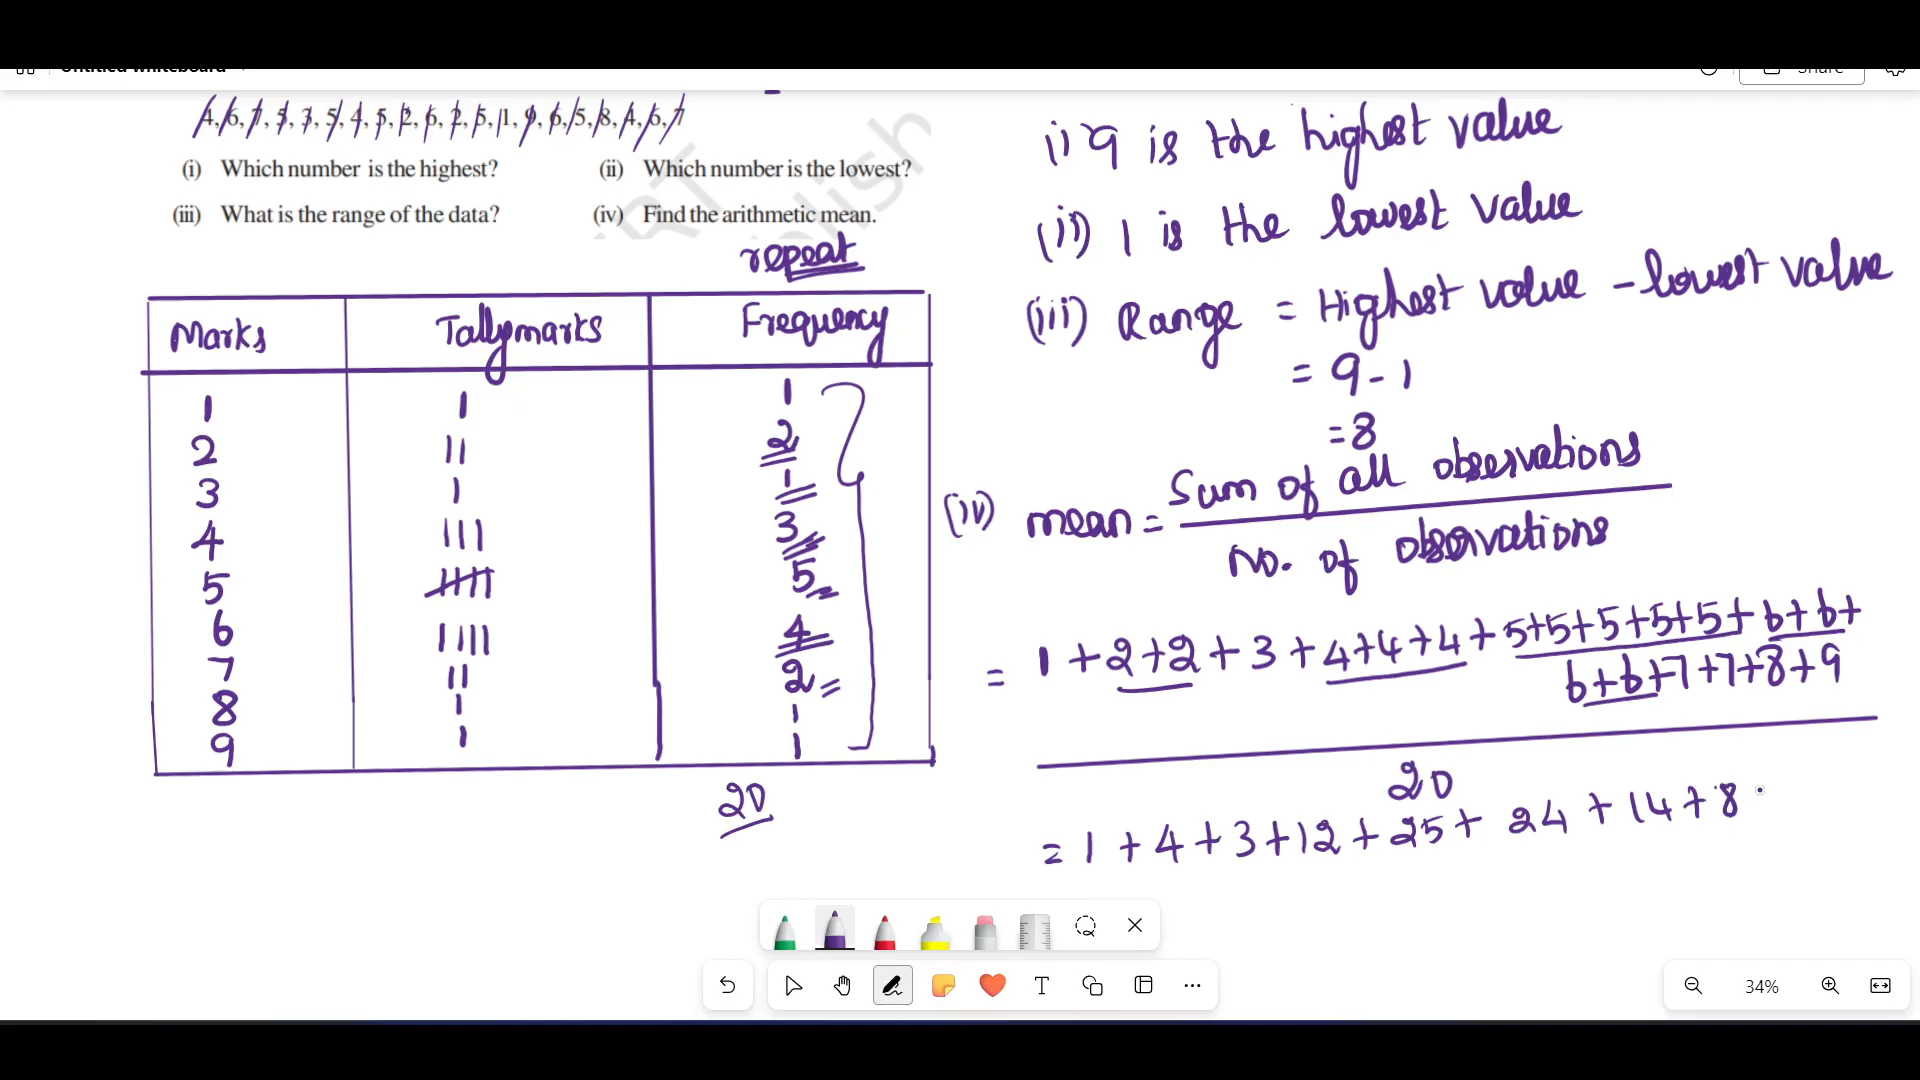 4, 6, 7, 5, 3, 5, 4, 5, 2, 6, 2, 5, 1, 9, 6, 5, 8, 4, 6, 7
(i) Which number is the highest? (ii) Which number is the lowest?
(iii) What is the range of the data? (iv) Find the arithmetic mean.
repeat
Marks Tallymarks Frequency
1 | 1
2 || 2
3 | 1
4 ||| 3
5 5
6 |||| 4
7 || 2
8 | 1
9 | 1
20
(i) 9 is the highest value
(ii) 1 is the lowest value
(iii) Range = Highest value - lowest value
= 9 - 1
= 8
(iv) mean = Sum of all observations
No. of observations
= 1 + 2 + 2 + 3 + 4 + 4 + 4 + 5 + 5 + 5 + 5 + 5 + 6 + 6 +
6 + 6 + 7 + 7 + 8 + 9
20
= 1 + 4 + 3 + 12 + 25 + 24 + 14 + 8
34%